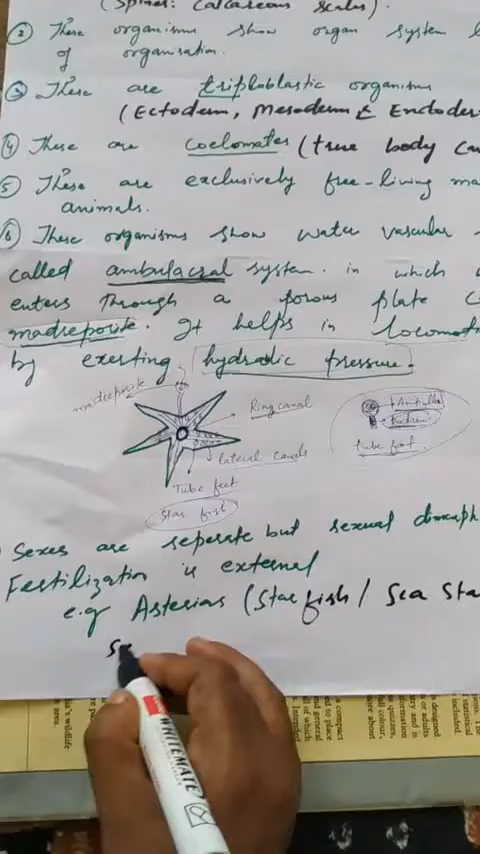 (Spines: Calcareous scales).
② These organisms show organ system
of organisation.
③ These are triploblastic organisms
(Ectoderm, Mesoderm & Endoder
④ These are coelomates (true body ca
⑤ These are exclusively free-living ma
animals.
⑥ These organisms show water vascular
called ambulacral system. in which
enters through a porous plate c
madreporite. It helps in locomot
by exerting hydralic pressure.
madreporite
Ring canal
lateral canals
Tube feet
Star fish
Ampulla
tube feet
Sexes are seperate but sexual dimorph
Fertilization is external
e.g Asterias (Star fish / Sea Sta
WHITEMATE